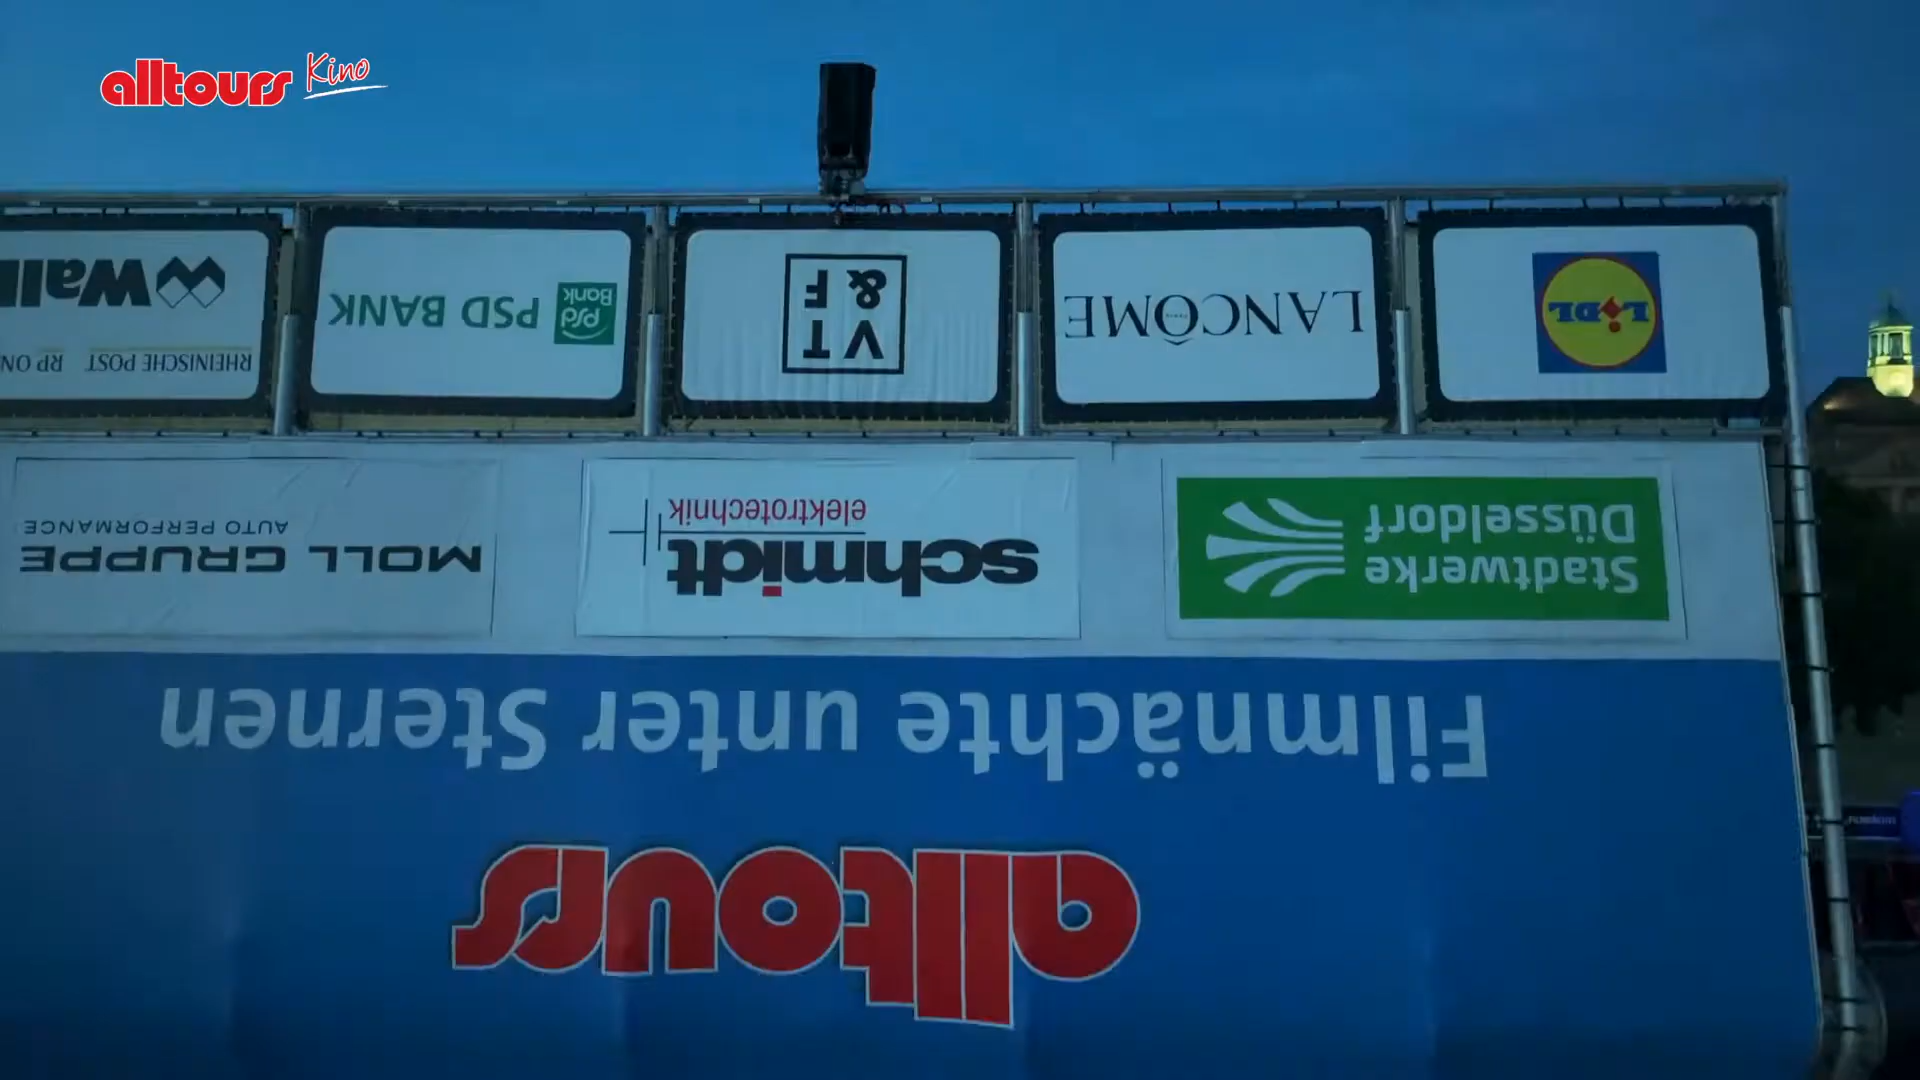 alltours Kino
Wall
RHEINISCHE POST RP ON
psd Bank PSD BANK
VT
& F
LANCÔME
LIDL
MOLL GRUPPE
AUTO PERFORMANCE
schmidt
elektrotechnik
Stadtwerke
Düsseldorf
Filmnächte unter Sternen
alltours